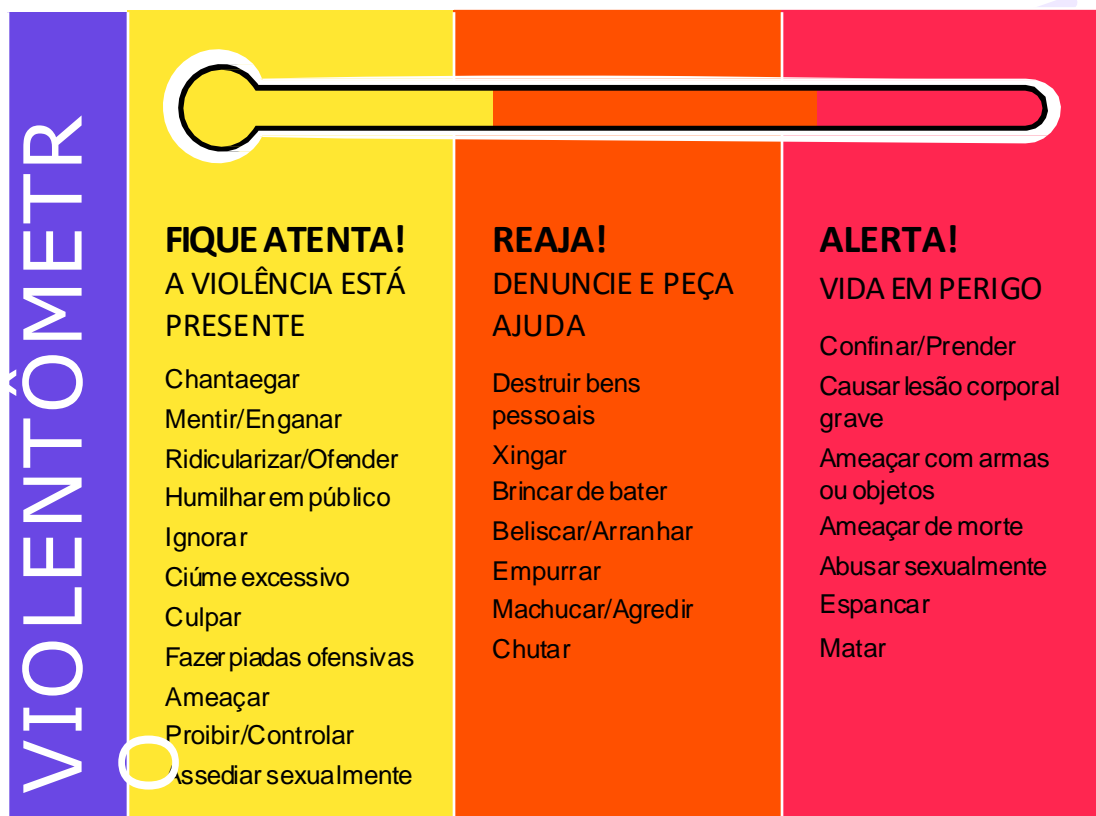 VIOLENTÔMETR
O
FIQUE ATENTA!
A VIOLÊNCIA ESTÁ
PRESENTE
Chantaegar
Mentir/Enganar
Ridicularizar/Ofender
Humilhar em público
Ignorar
Ciúme excessivo
Culpar
Fazer piadas ofensivas
Ameaçar
Proibir/Controlar
Assediar sexualmente
REAJA!
DENUNCIE E PEÇA
AJUDA
Destruir bens
pessoais
Xingar
Brincar de bater
Beliscar/Arranhar
Empurrar
Machucar/Agredir
Chutar
ALERTA!
VIDA EM PERIGO
Confinar/Prender
Causar lesão corporal
grave
Ameaçar com armas
ou objetos
Ameaçar de morte
Abusar sexualmente
Espancar
Matar